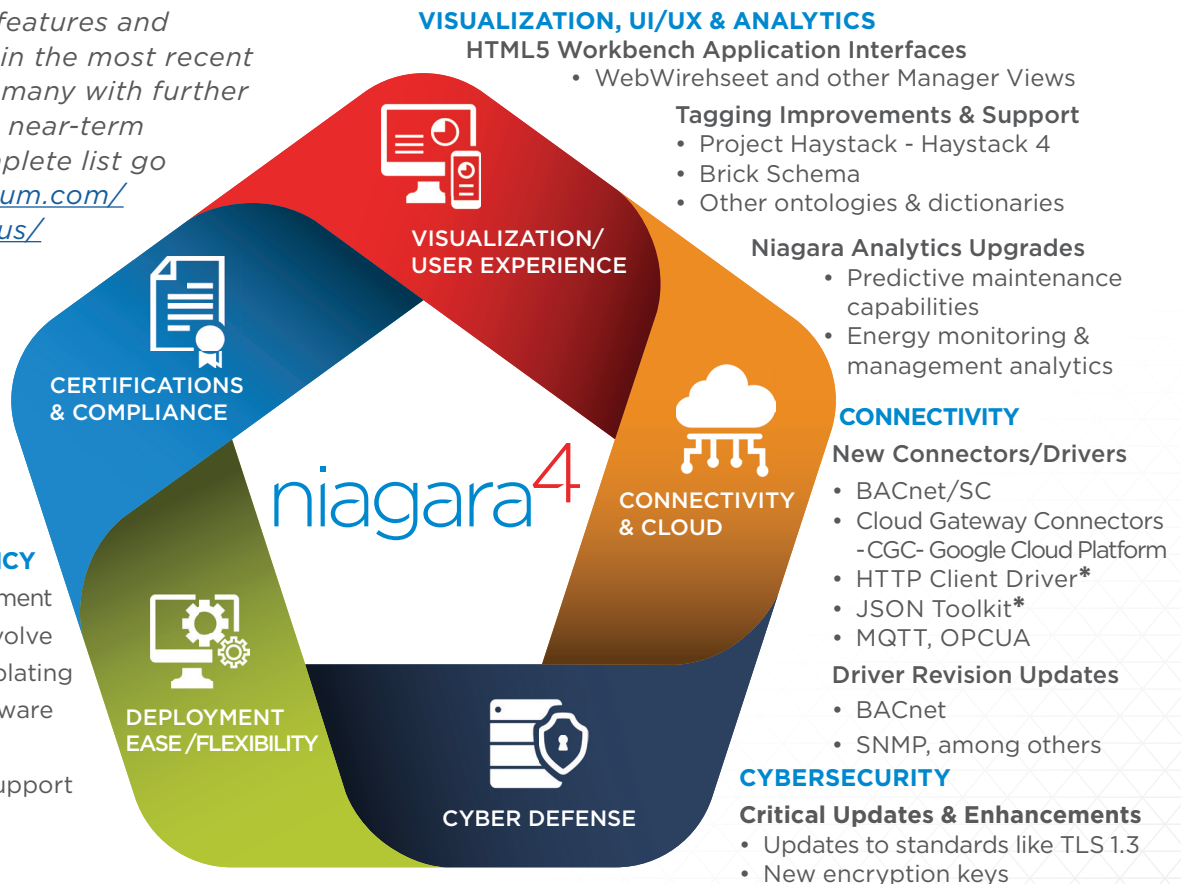 features and
in the most recent
many with further
near-term
plete list go
um.com/
us/
VISUALIZATION, UI/UX & ANALYTICS
HTML5 Workbench Application Interfaces
• WebWirehseet and other Manager Views
Tagging Improvements & Support
• Project Haystack - Haystack 4
• Brick Schema
• Other ontologies & dictionaries
Niagara Analytics Upgrades
• Predictive maintenance
capabilities
• Energy monitoring &
management analytics
CONNECTIVITY
New Connectors/Drivers
• BACnet/SC
• Cloud Gateway Connectors
-CGC- Google Cloud Platform
• HTTP Client Driver*
• JSON Toolkit*
• MQTT, OPCUA
Driver Revision Updates
• BACnet
• SNMP, among others
CYBERSECURITY
Critical Updates & Enhancements
• Updates to standards like TLS 1.3
• New encryption keys
VISUALIZATION/
USER EXPERIENCE
CERTIFICATIONS
& COMPLIANCE
niagara4
CONNECTIVITY
& CLOUD
DEPLOYMENT
EASE/FLEXIBILITY
CYBER DEFENSE
CY
ment
volve
plating
ware
upport